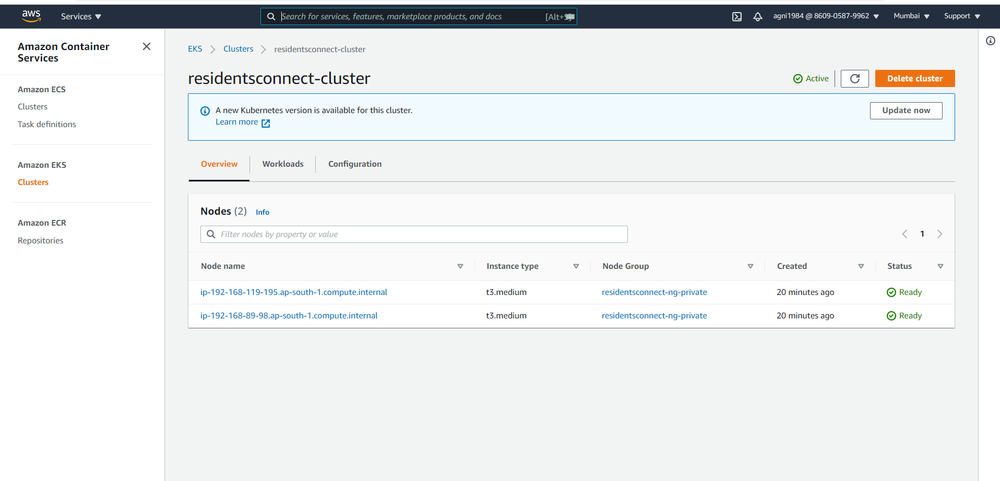 aws
Services
Search for services, features, marketplace products, and docs
agni1984 @ 8609-0587-9962
Mumbai
Support
Amazon Container
Services
Amazon ECS
Clusters
Task definitions
Amazon EKS
Clusters
Amazon ECR
Repositories
EKS
Clusters
residentsconnect-cluster
residentsconnect-cluster
Active
Delete cluster
A new Kubernetes version is available for this cluster.
Learn more
Update now
Overview
Workloads
Configuration
Nodes (2)
Info
Filter nodes by property or value
1
Node name
Instance type
Node Group
Created
Status
ip-192-168-119-195.ap-south-1.compute.internal
t3.medium
residentsconnect-ng-private
20 minutes ago
Ready
ip-192-168-89-98.ap-south-1.compute.internal
t3.medium
residentsconnect-ng-private
20 minutes ago
Ready